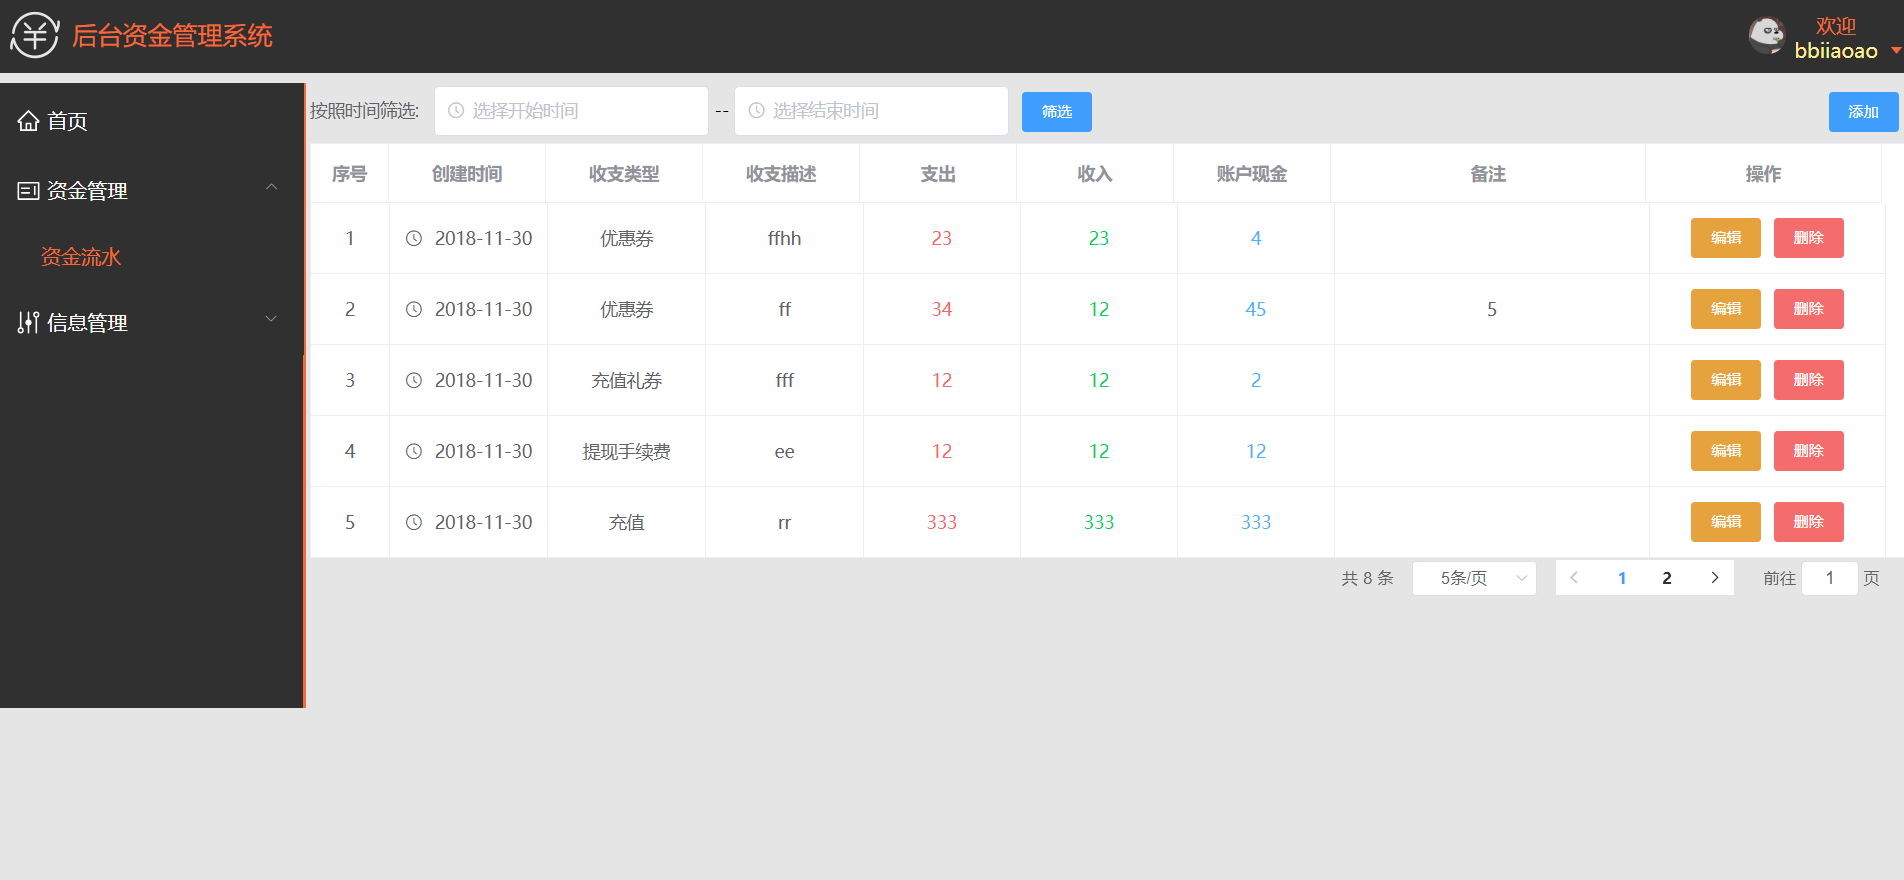 后台资金管理系统
欢迎
bbiiaoao
首页
资金管理
资金流水
信息管理
按照时间筛选: 选择开始时间 -- 选择结束时间 筛选 添加
序号 创建时间 收支类型 收支描述 支出 收入 账户现金 备注 操作
1 2018-11-30 优惠券 ffhh 23 23 4 编辑 删除
2 2018-11-30 优惠券 ff 34 12 45 5 编辑 删除
3 2018-11-30 充值礼券 fff 12 12 2 编辑 删除
4 2018-11-30 提现手续费 ee 12 12 12 编辑 删除
5 2018-11-30 充值 rr 333 333 333 编辑 删除
共 8 条 5条/页 1 2 前往 1 页